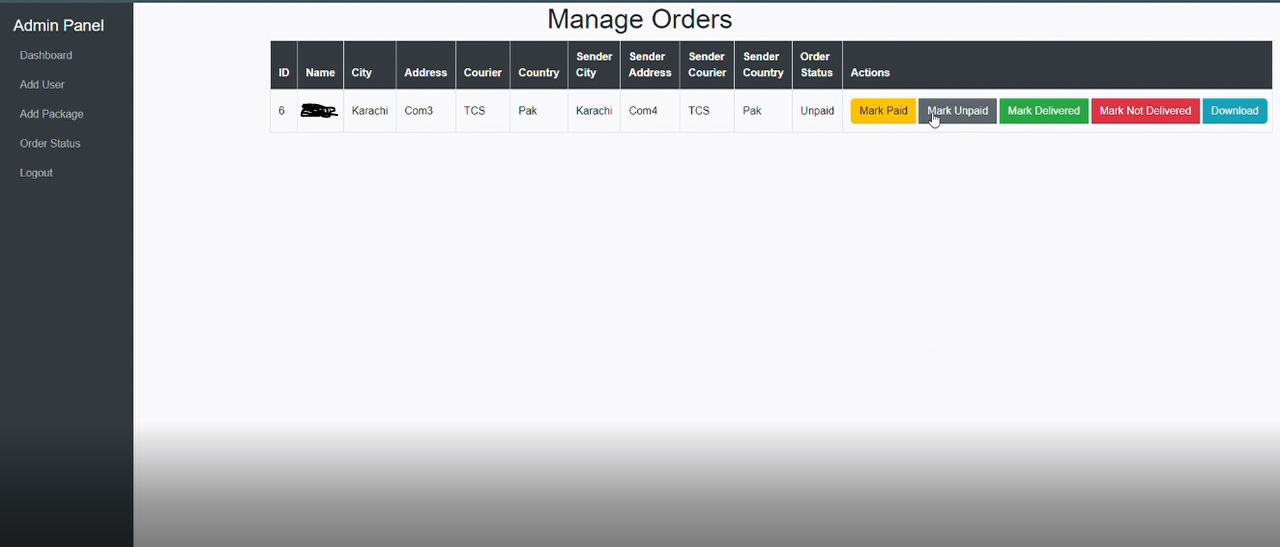 Admin Panel
Dashboard
Add User
Add Package
Order Status
Logout
Manage Orders
ID Name City Address Courier Country Sender City Sender Address Sender Courier Sender Country Order Status Actions
6 Karachi Com3 TCS Pak Karachi Com4 TCS Pak Unpaid Mark Paid Mark Unpaid Mark Delivered Mark Not Delivered Download